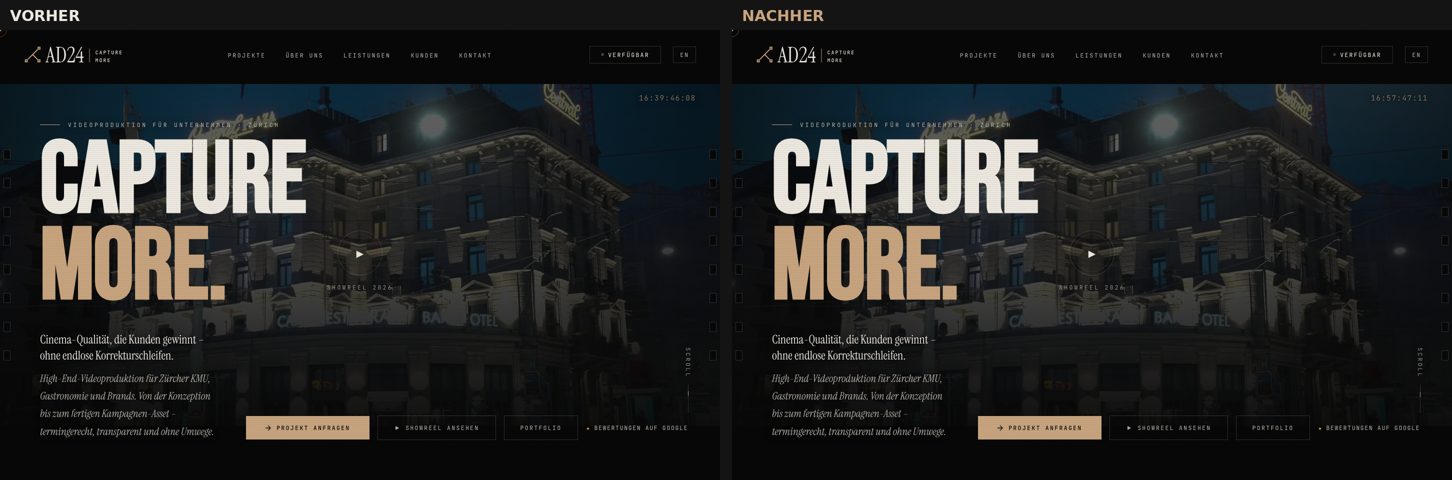 VORHER
AD24 CAPTURE MORE
PROJEKTE ÜBER UNS LEISTUNGEN KUNDEN KONTAKT
VERFÜGBAR
EN
16:39:46:08
VIDEOPRODUKTION FÜR UNTERNEHMEN · ZÜRICH
Central
CAPTURE
MORE.
SHOWREEL 2026
Cinema-Qualität, die Kunden gewinnt –
ohne endlose Korrekturschleifen.
High-End-Videoproduktion für Zürcher KMU,
Gastronomie und Brands. Von der Konzeption
bis zum fertigen Kampagnen-Asset –
termingerecht, transparent und ohne Umwege.
→ PROJEKT ANFRAGEN
▶ SHOWREEL ANSEHEN
PORTFOLIO
BEWERTUNGEN AUF GOOGLE
SCROLL
NACHHER
AD24 CAPTURE MORE
PROJEKTE ÜBER UNS LEISTUNGEN KUNDEN KONTAKT
VERFÜGBAR
EN
16:57:47:11
VIDEOPRODUKTION FÜR UNTERNEHMEN · ZÜRICH
Central
CAPTURE
MORE.
SHOWREEL 2026
Cinema-Qualität, die Kunden gewinnt –
ohne endlose Korrekturschleifen.
High-End-Videoproduktion für Zürcher KMU,
Gastronomie und Brands. Von der Konzeption
bis zum fertigen Kampagnen-Asset –
termingerecht, transparent und ohne Umwege.
→ PROJEKT ANFRAGEN
▶ SHOWREEL ANSEHEN
PORTFOLIO
BEWERTUNGEN AUF GOOGLE
SCROLL